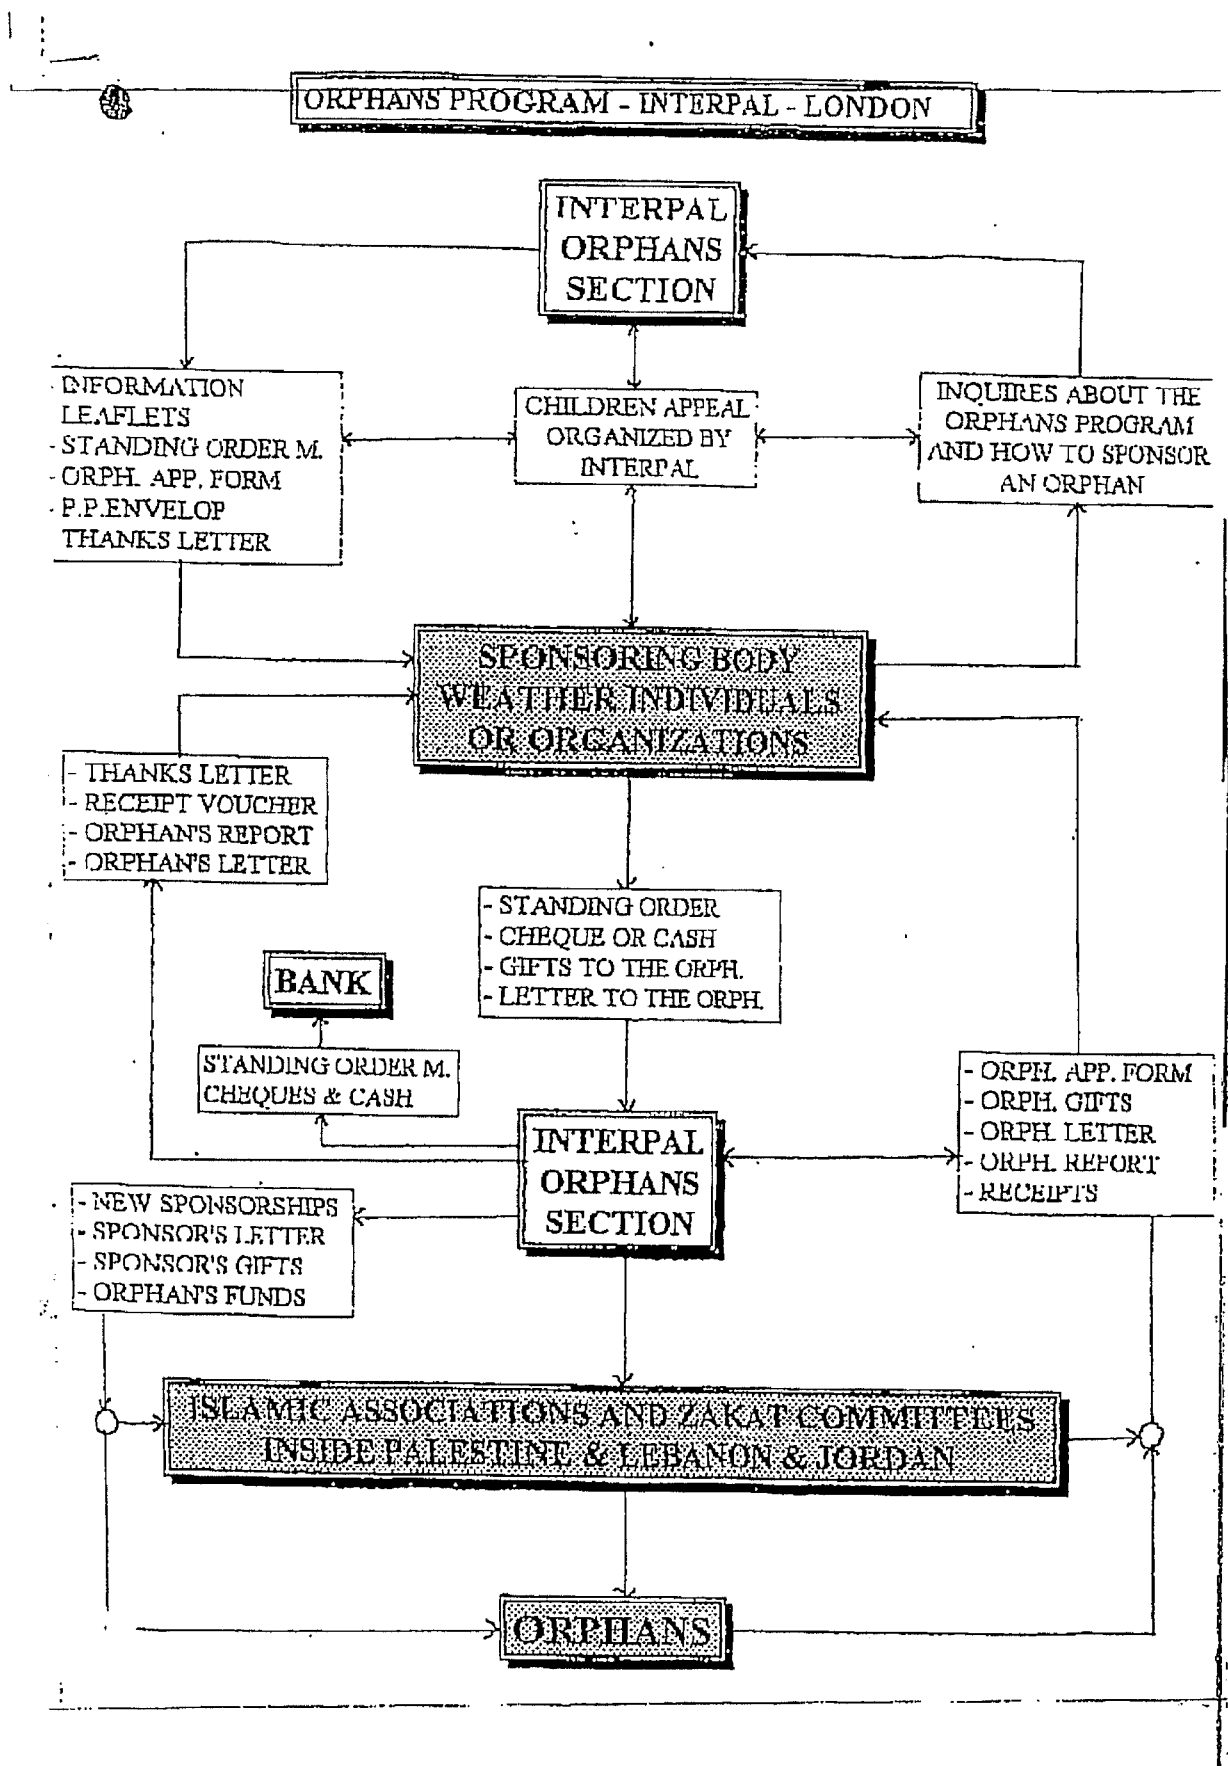 ORPHANS PROGRAM - INTERPAL - LONDON
INTERPAL
ORPHANS
SECTION
- INFORMATION
LEAFLETS
- STANDING ORDER M.
- ORPH. APP. FORM
- P.P.ENVELOP
THANKS LETTER
CHILDREN APPEAL
ORGANIZED BY
INTERPAL
INQUIRES ABOUT THE
ORPHANS PROGRAM
AND HOW TO SPONSOR
AN ORPHAN
SPONSORING BODY
WEATHER INDIVIDUALS
OR ORGANIZATIONS
- THANKS LETTER
- RECEIPT VOUCHER
- ORPHAN'S REPORT
- ORPHAN'S LETTER
- STANDING ORDER
- CHEQUE OR CASH
- GIFTS TO THE ORPH.
- LETTER TO THE ORPH.
BANK
STANDING ORDER M.
CHEQUES & CASH
INTERPAL
ORPHANS
SECTION
- ORPH. APP. FORM
- ORPH. GIFTS
- ORPH. LETTER
- ORPH. REPORT
- RECEIPTS
- NEW SPONSORSHIPS
- SPONSOR'S LETTER
- SPONSOR'S GIFTS
- ORPHAN'S FUNDS
ISLAMIC ASSOCIATIONS AND ZAKAT COMMITTEES
INSIDE PALESTINE & LEBANON & JORDAN
ORPHANS